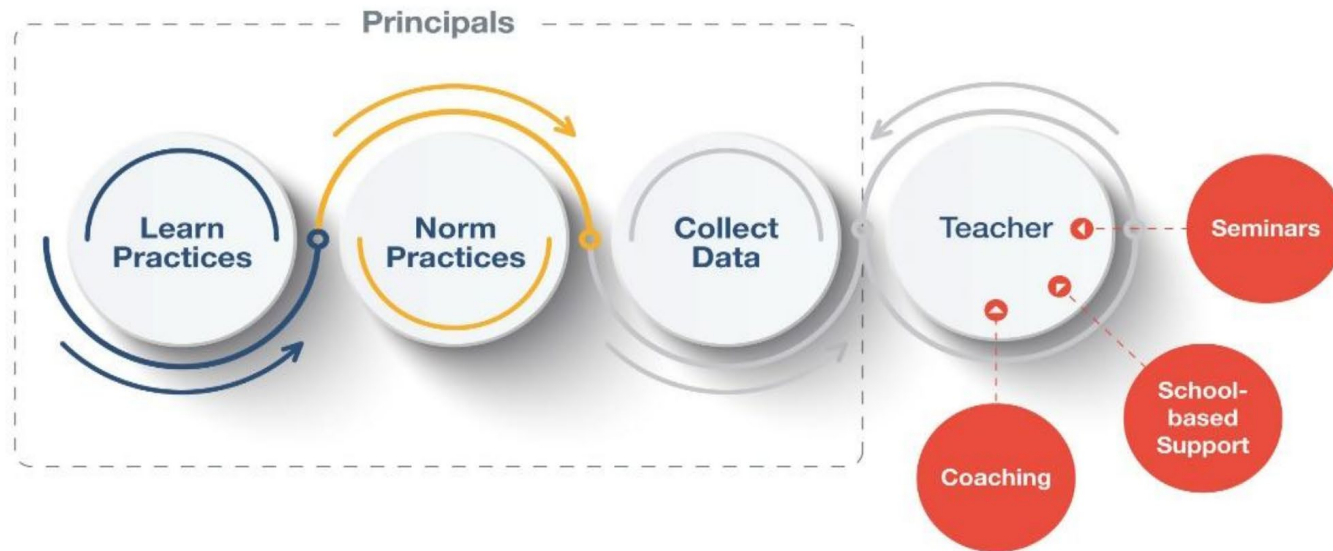 Principals
Learn
Practices
Norm
Practices
Collect
Data
Teacher
Seminars
School-
based
Support
Coaching